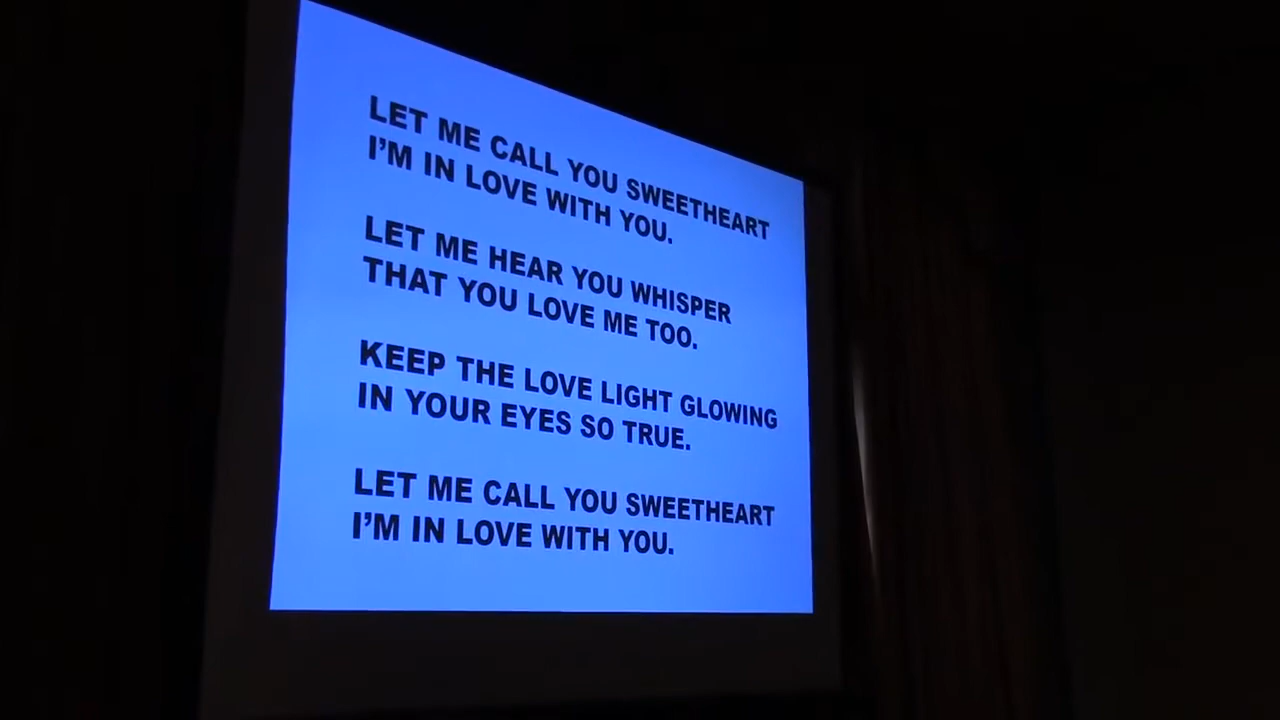 LET ME CALL YOU SWEETHEART
I'M IN LOVE WITH YOU.
LET ME HEAR YOU WHISPER
THAT YOU LOVE ME TOO.
KEEP THE LOVE LIGHT GLOWING
IN YOUR EYES SO TRUE.
LET ME CALL YOU SWEETHEART
I'M IN LOVE WITH YOU.